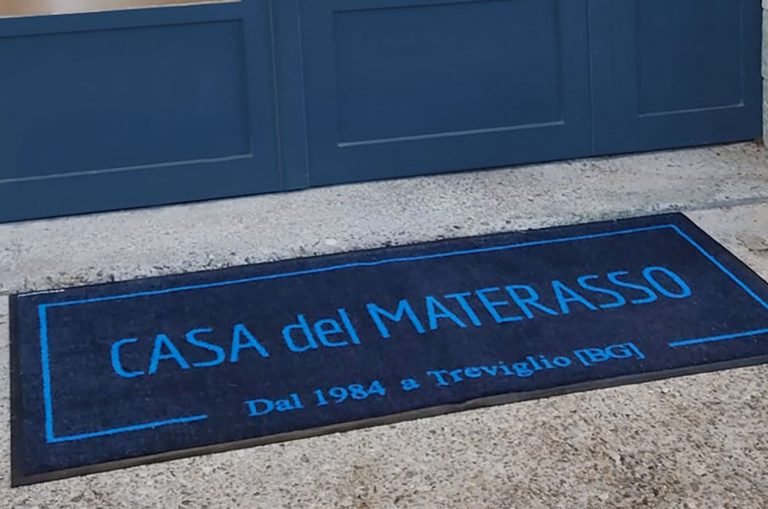 CASA del MATERASSO
Dal 1984 a Treviglio [BG]